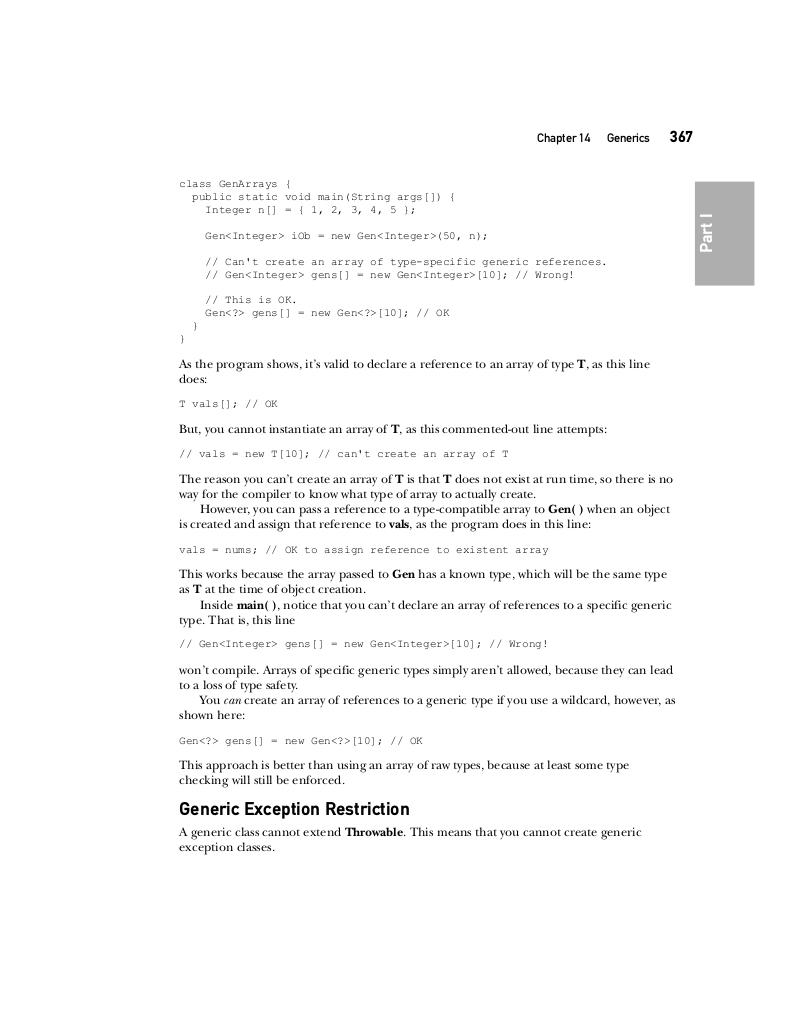 Chapter 14 Generics 367
Part I
class GenArrays {
  public static void main(String args[]) {
    Integer n[] = { 1, 2, 3, 4, 5 };
    Gen<Integer> iOb = new Gen<Integer>(50, n);
    // Can't create an array of type-specific generic references.
    // Gen<Integer> gens[] = new Gen<Integer>[10]; // Wrong!
    // This is OK.
    Gen<?> gens[] = new Gen<?>[10]; // OK
  }
}
As the program shows, it's valid to declare a reference to an array of type T, as this line
does:
T vals[]; // OK
But, you cannot instantiate an array of T, as this commented-out line attempts:
// vals = new T[10]; // can't create an array of T
The reason you can't create an array of T is that T does not exist at run time, so there is no
way for the compiler to know what type of array to actually create.
However, you can pass a reference to a type-compatible array to Gen( ) when an object
is created and assign that reference to vals, as the program does in this line:
vals = nums; // OK to assign reference to existent array
This works because the array passed to Gen has a known type, which will be the same type
as T at the time of object creation.
Inside main( ), notice that you can't declare an array of references to a specific generic
type. That is, this line
// Gen<Integer> gens[] = new Gen<Integer>[10]; // Wrong!
won't compile. Arrays of specific generic types simply aren't allowed, because they can lead
to a loss of type safety.
You can create an array of references to a generic type if you use a wildcard, however, as
shown here:
Gen<?> gens[] = new Gen<?>[10]; // OK
This approach is better than using an array of raw types, because at least some type
checking will still be enforced.
Generic Exception Restriction
A generic class cannot extend Throwable. This means that you cannot create generic
exception classes.